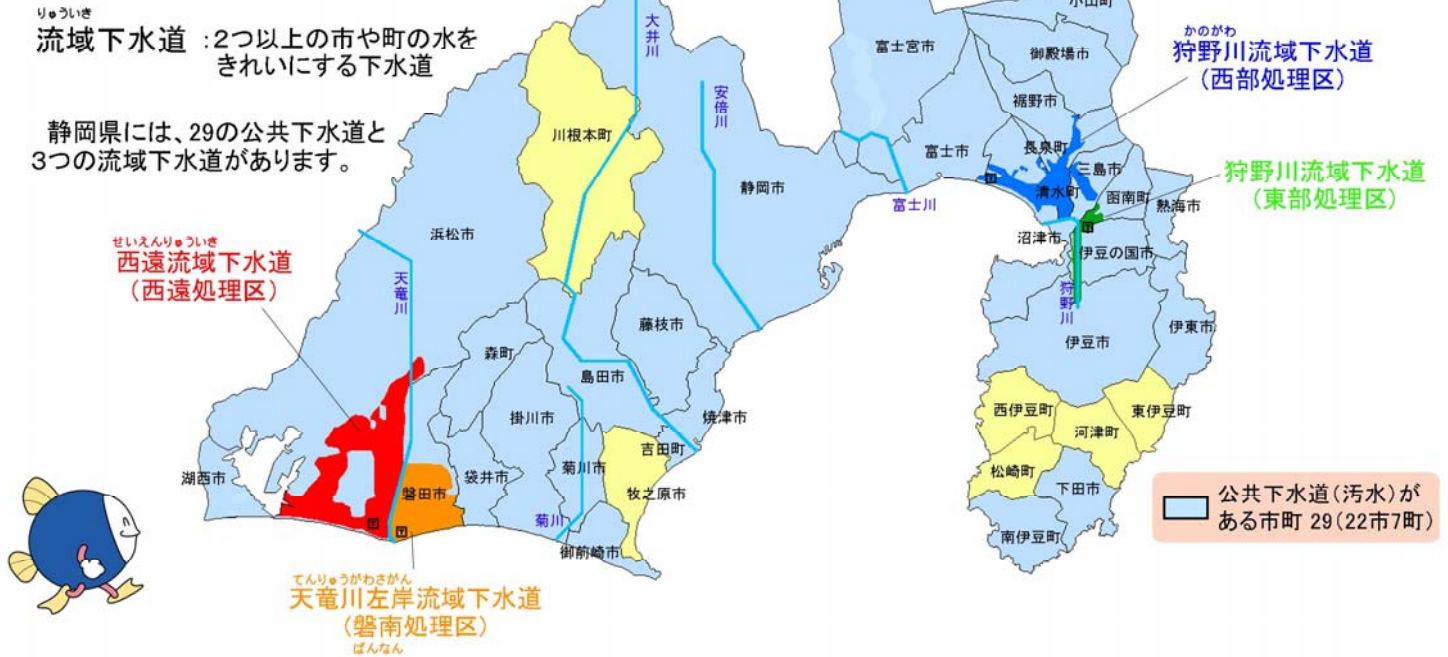 りゅういき
流域下水道 :2つ以上の市や町の水を
きれいにする下水道
静岡県には、29の公共下水道と
3つの流域下水道があります。
小山町
大井川
富士宮市
御殿場市
かのがわ
狩野川流域下水道
(西部処理区)
裾野市
安倍川
川根本町
富士市
長泉町
三島市
狩野川流域下水道
(東部処理区)
静岡市
清水町
函南町
熱海市
富士川
沼津市
浜松市
伊豆の国市
せいえんりゅういき
西遠流域下水道
(西遠処理区)
天竜川
狩野川
藤枝市
伊東市
伊豆市
森町
島田市
西伊豆町
東伊豆町
掛川市
焼津市
河津町
吉田町
湖西市
袋井市
菊川市
松崎町
磐田市
牧之原市
下田市
公共下水道(汚水)が
ある市町 29(22市7町)
菊川
南伊豆町
御前崎市
てんりゅうがわさがん
天竜川左岸流域下水道
(磐南処理区)
ばんなん